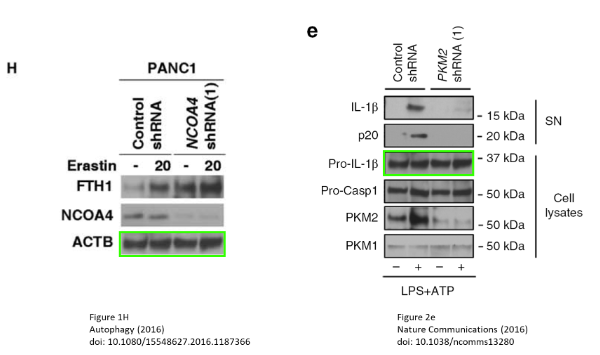 H
PANC1
Control
shRNA
NCOA4
shRNA(1)
Erastin - 20 - 20
FTH1
NCOA4
ACTB
Figure 1H
Autophagy (2016)
doi: 10.1080/15548627.2016.1187366
e
Control
shRNA
PKM2
shRNA (1)
IL-1β
- 15 kDa
p20
- 20 kDa
SN
Pro-IL-1β
- 37 kDa
Pro-Casp1
- 50 kDa
PKM2
- 50 kDa
PKM1
- 50 kDa
Cell
lysates
− + − +
LPS+ATP
Figure 2e
Nature Communications (2016)
doi: 10.1038/ncomms13280